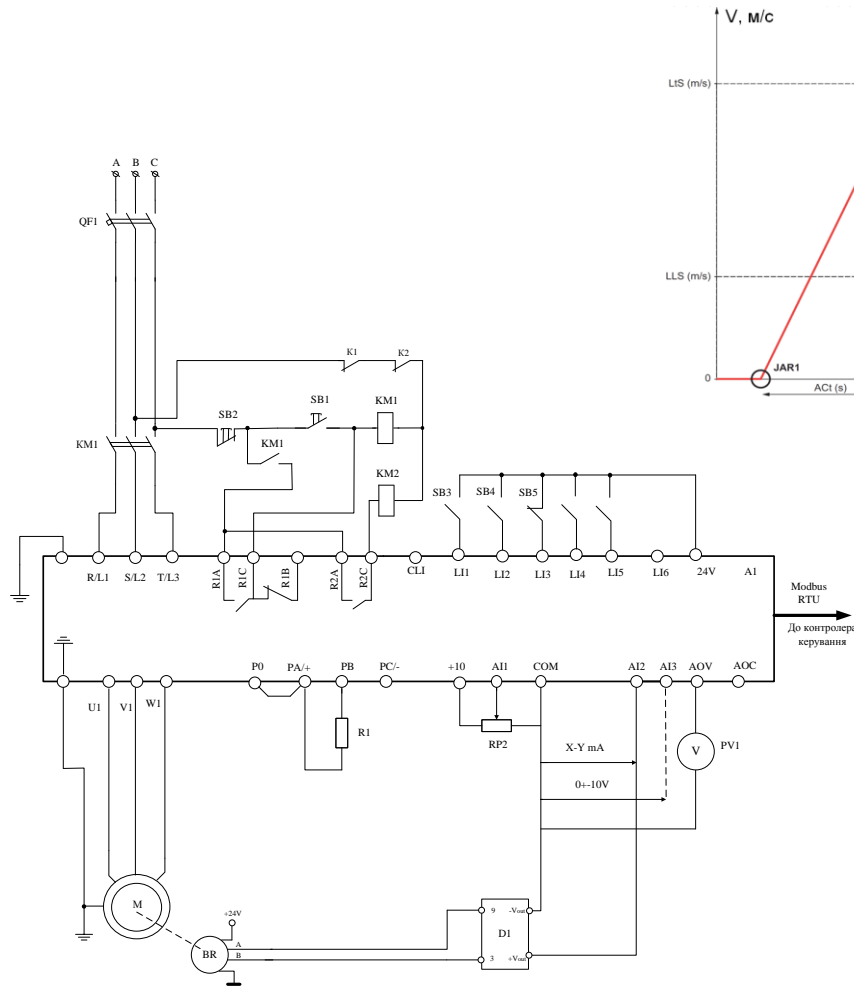 V, м/с
LtS (m/s)
LLS (m/s)
0
JAR1
ACt (s)
A B C
QF1
K1 K2
SB2 SB1 KM1
KM1
KM1
KM2
SB3 SB4 SB5
R/L1 S/L2 T/L3 R1A R1C R1B R2A R2C CLI LI1 LI2 LI3 LI4 LI5 LI6 24V A1
Modbus
RTU
До контролера
керування
U1 V1 W1 P0 PA/+ PB PC/- +10 AI1 COM AI2 AI3 AOV AOC
R1
RP2
X-Y mA
V PV1
0+-10V
M
+24V
BR
A
B
9 -Vout
D1
3 +Vout